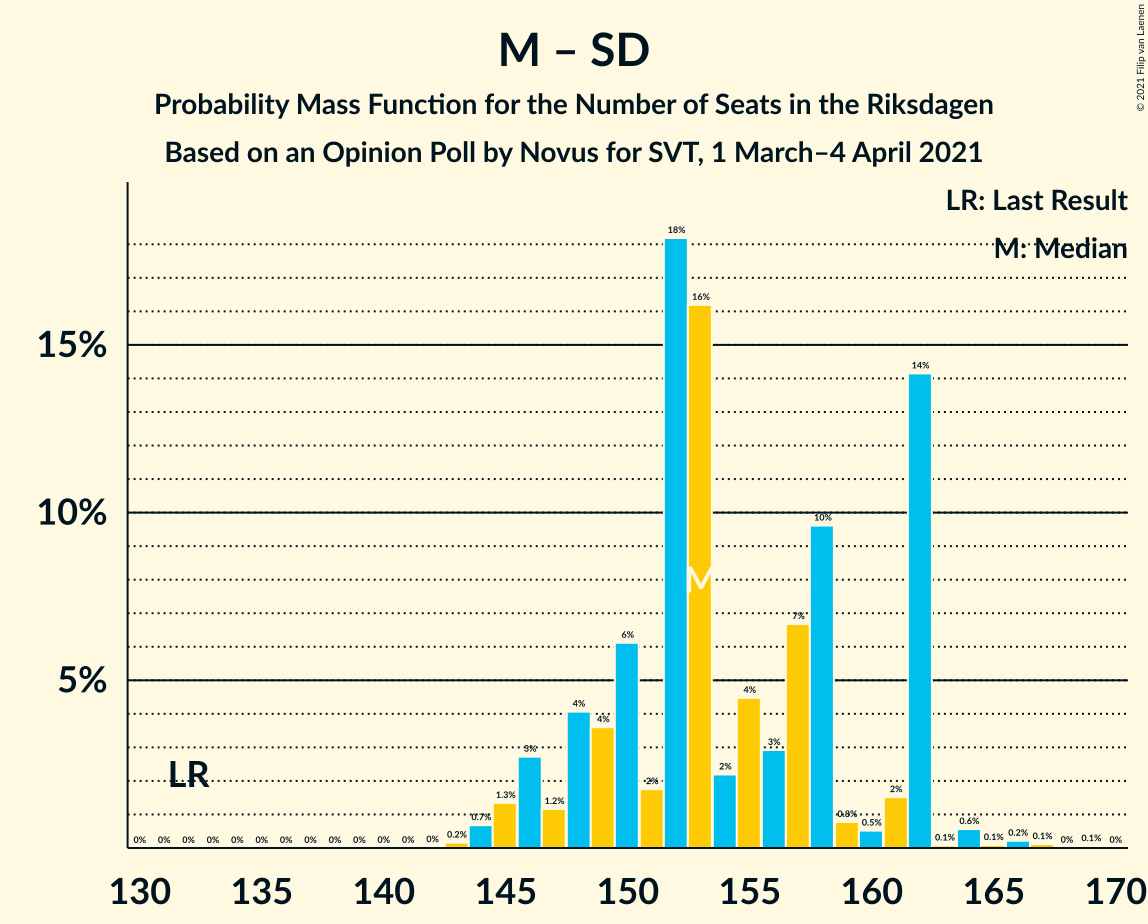 M – SD
Probability Mass Function for the Number of Seats in the Riksdagen
Based on an Opinion Poll by Novus for SVT, 1 March–4 April 2021
© 2021 Filip van Laenen
LR: Last Result
M: Median
15%
10%
5%
LR
M
0% 0% 0% 0% 0% 0% 0% 0% 0% 0% 0% 0% 0% 0.2% 0.7% 1.3% 3% 1.2% 4% 4% 6% 2% 18% 16% 2% 4% 3% 7% 10% 0.8% 0.5% 2% 14% 0.1% 0.6% 0.1% 0.2% 0.1% 0% 0.1% 0%
130 135 140 145 150 155 160 165 170